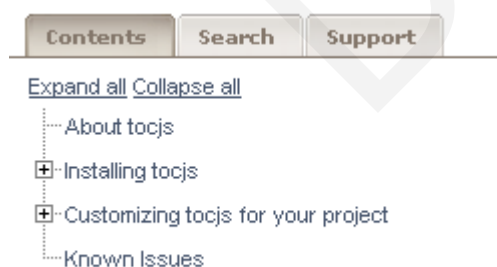 Contents Search Support
Expand all Collapse all
About tocjs
Installing tocjs
Customizing tocjs for your project
Known Issues